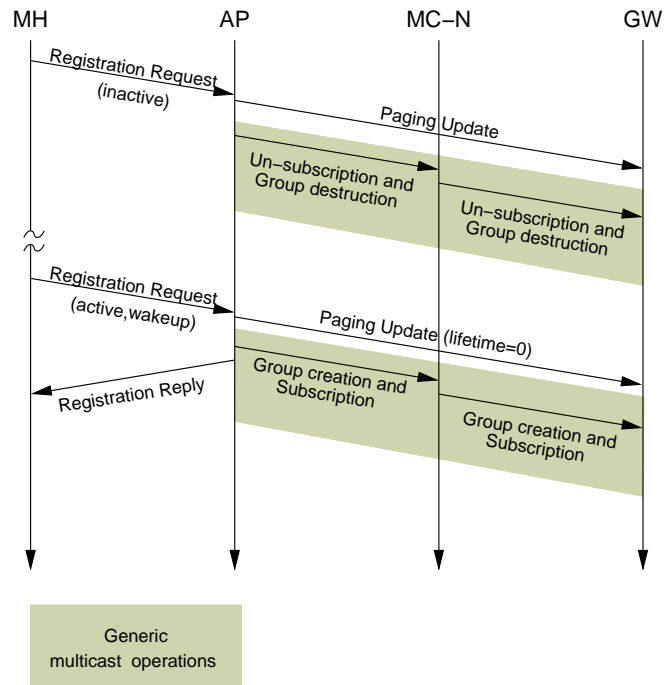 MH
AP
MC−N
GW
Registration Request
(inactive)
Paging Update
Un−subscription and
Group destruction
Un−subscription and
Group destruction
Registration Request
(active,wakeup)
Paging Update (lifetime=0)
Group creation and
Subscription
Registration Reply
Group creation and
Subscription
Generic
multicast operations